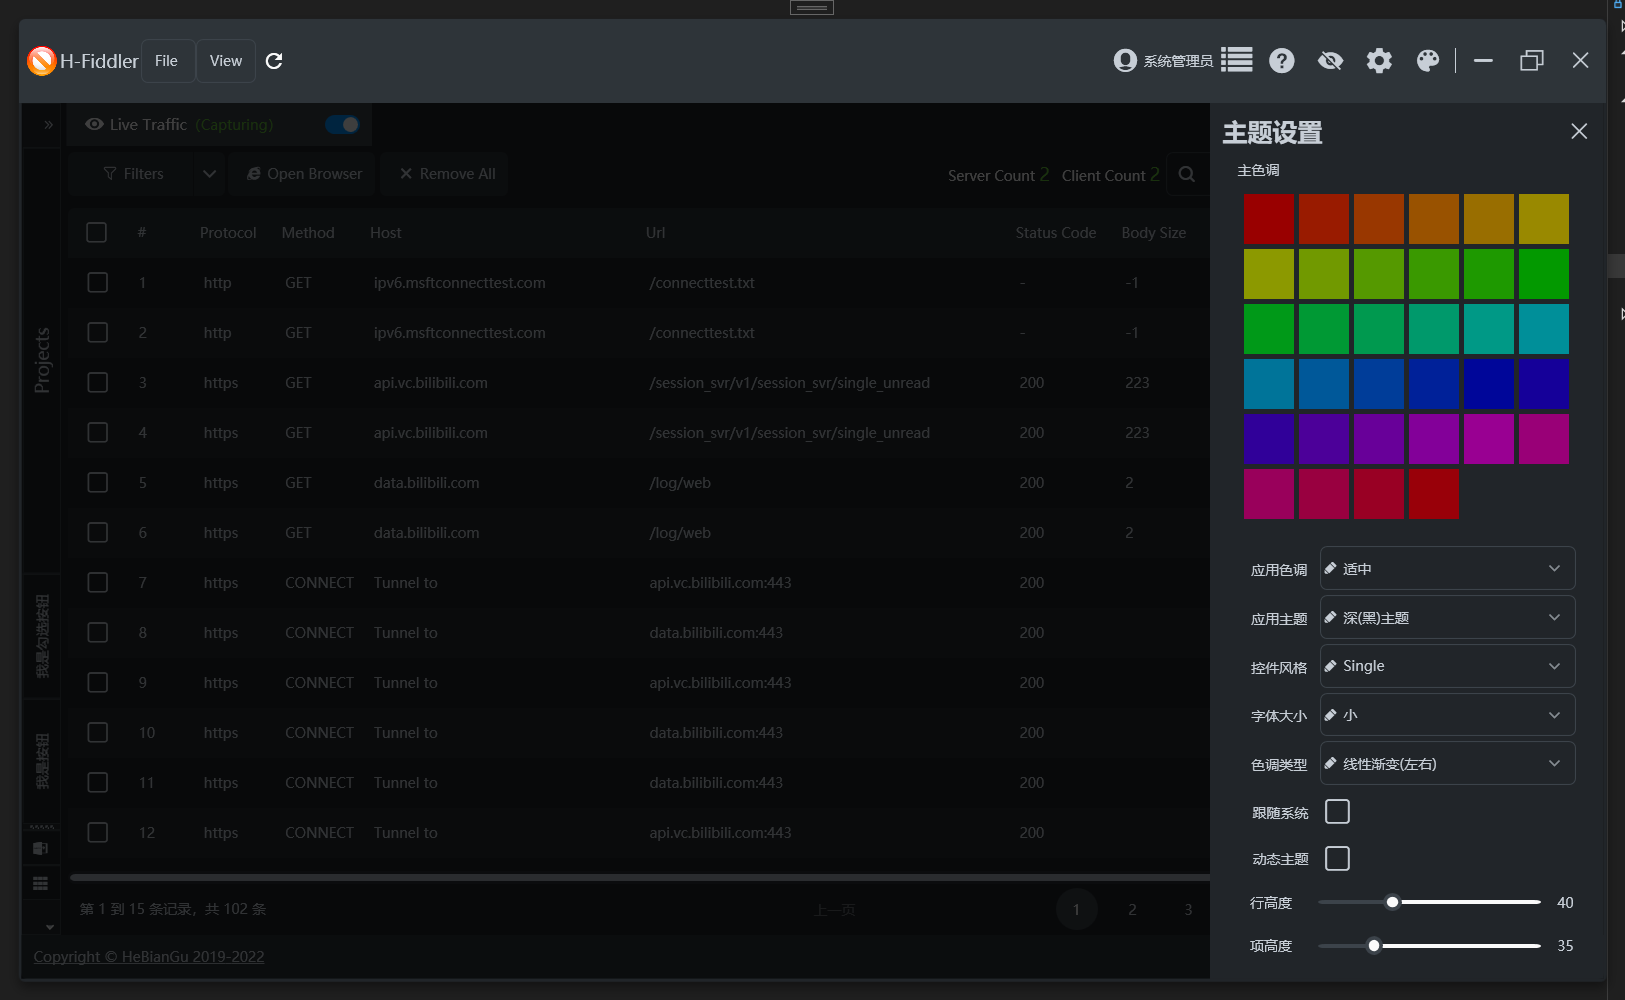 H-Fiddler File View 系统管理员
» Live Traffic (Capturing)
Filters Open Browser Remove All Server Count 2 Client Count 2
# Protocol Method Host Url Status Code Body Size
1 http GET ipv6.msftconnecttest.com /connecttest.txt - -1
2 http GET ipv6.msftconnecttest.com /connecttest.txt - -1
3 https GET api.vc.bilibili.com /session_svr/v1/session_svr/single_unread 200 223
4 https GET api.vc.bilibili.com /session_svr/v1/session_svr/single_unread 200 223
5 https GET data.bilibili.com /log/web 200 2
6 https GET data.bilibili.com /log/web 200 2
7 https CONNECT Tunnel to api.vc.bilibili.com:443 200
8 https CONNECT Tunnel to data.bilibili.com:443 200
9 https CONNECT Tunnel to api.vc.bilibili.com:443 200
10 https CONNECT Tunnel to data.bilibili.com:443 200
11 https CONNECT Tunnel to data.bilibili.com:443 200
12 https CONNECT Tunnel to api.vc.bilibili.com:443 200
Projects
我是勾选按钮
我是按钮
第 1 到 15 条记录，共 102 条 上一页 1 2 3
Copyright © HeBianGu 2019-2022
主题设置
主色调
应用色调 适中
应用主题 深(黑)主题
控件风格 Single
字体大小 小
色调类型 线性渐变(左右)
跟随系统
动态主题
行高度 40
项高度 35